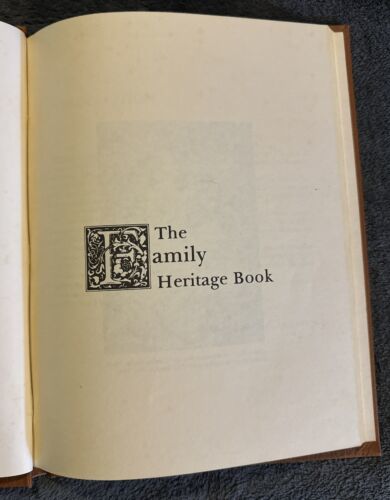 The
Family
Heritage Book